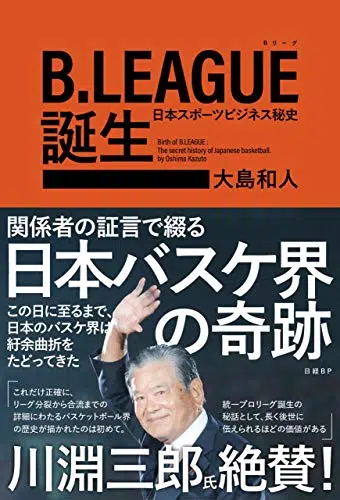 Bリーグ
B.LEAGUE
誕生
日本スポーツビジネス秘史
Birth of B.LEAGUE :
The secret history of Japanese basketball.
by Oshima Kazuto
大島和人
関係者の証言で綴る
日本バスケ界
の奇跡
この日に至るまで、
日本のバスケ界は
紆余曲折を
たどってきた
日経BP
「これだけ正確に、
リーグ分裂から合流までの
詳細にわたるバスケットボール界
の歴史が描かれたのは初めて。
統一プロリーグ誕生の
秘話として、長く後世に
伝えられるほどの価値がある」
川淵三郎氏絶賛!